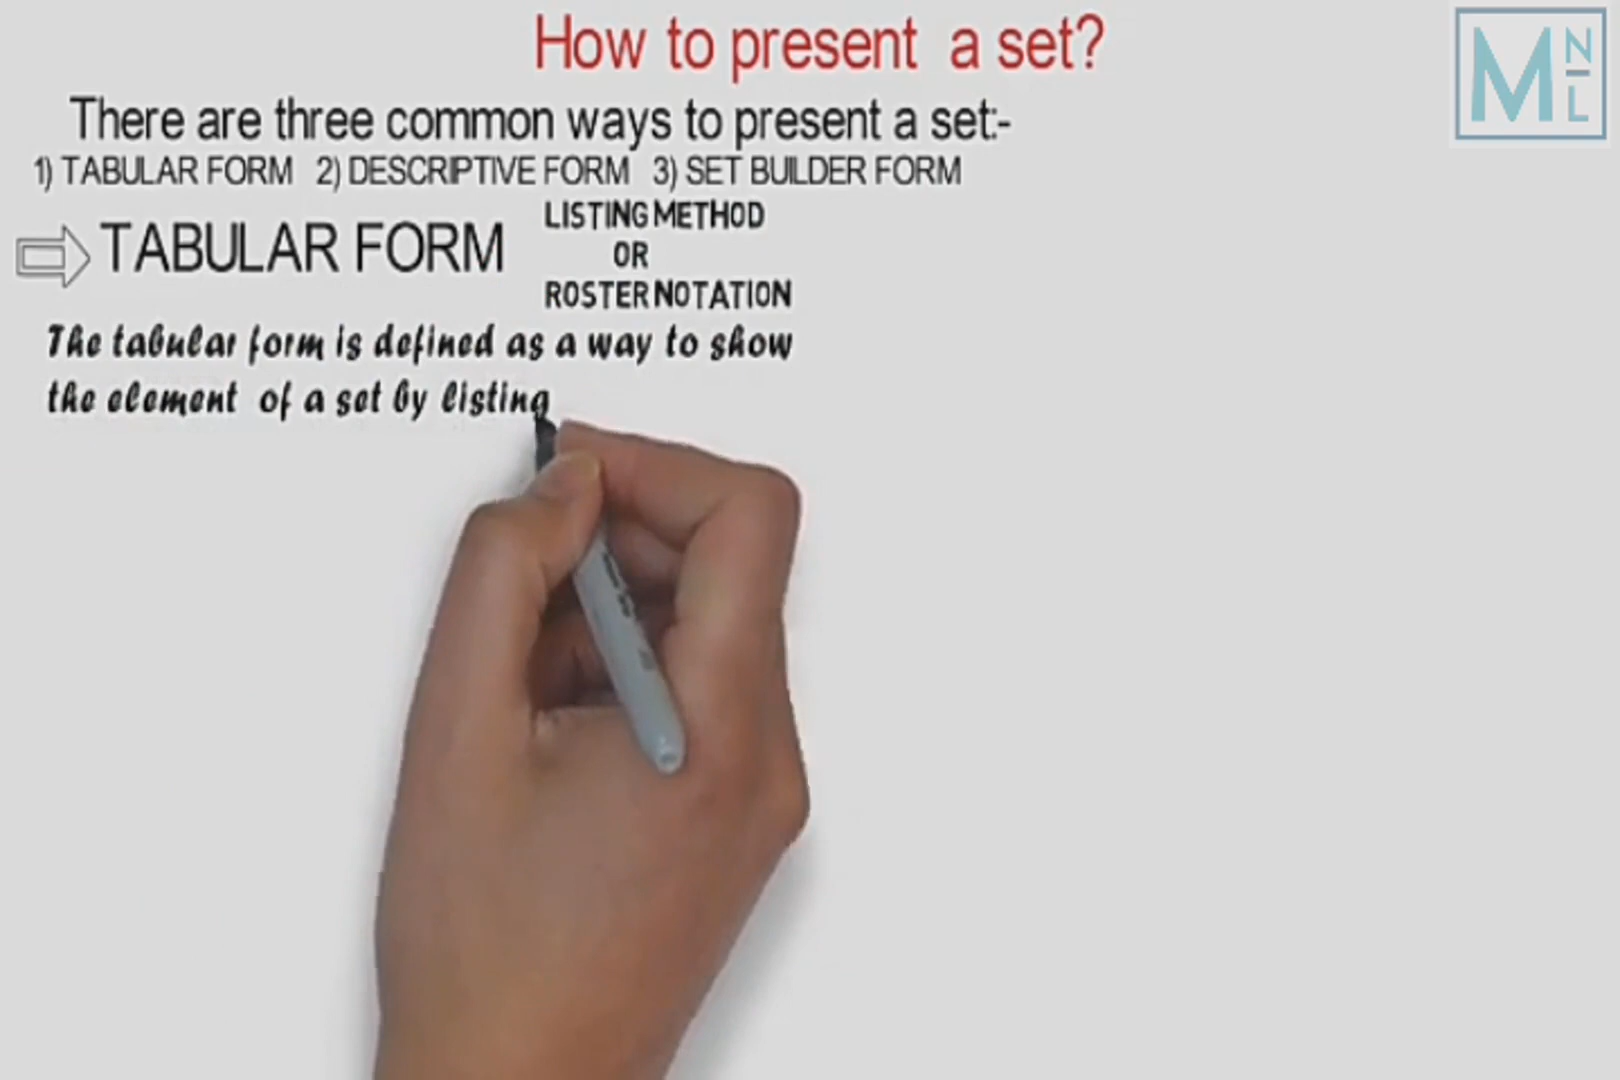 How to present a set?
M N L
There are three common ways to present a set:-
1) TABULAR FORM 2) DESCRIPTIVE FORM 3) SET BUILDER FORM
TABULAR FORM
LISTING METHOD
OR
ROSTER NOTATION
The tabular form is defined as a way to show
the element of a set by listing